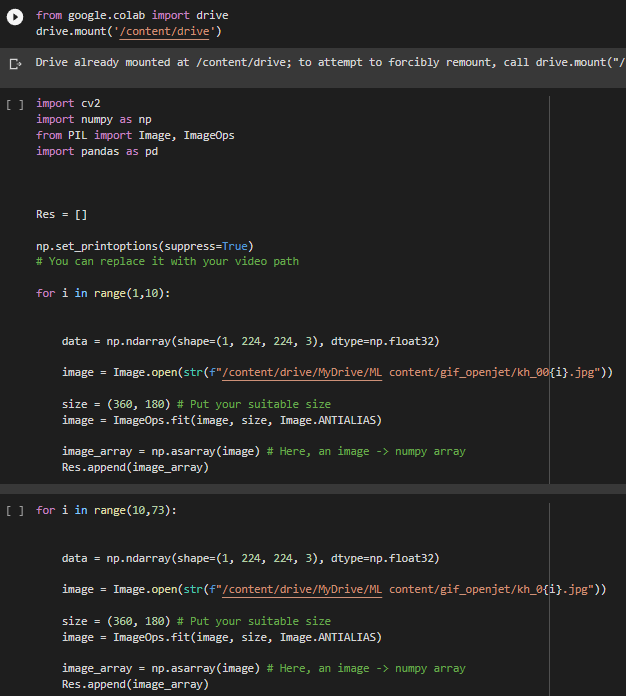 from google.colab import drive
drive.mount('/content/drive')
Drive already mounted at /content/drive; to attempt to forcibly remount, call drive.mount("/
[ ] import cv2
import numpy as np
from PIL import Image, ImageOps
import pandas as pd
Res = []
np.set_printoptions(suppress=True)
# You can replace it with your video path
for i in range(1,10):
data = np.ndarray(shape=(1, 224, 224, 3), dtype=np.float32)
image = Image.open(str(f"/content/drive/MyDrive/ML content/gif_openjet/kh_00{i}.jpg"))
size = (360, 180) # Put your suitable size
image = ImageOps.fit(image, size, Image.ANTIALIAS)
image_array = np.asarray(image) # Here, an image -> numpy array
Res.append(image_array)
[ ] for i in range(10,73):
data = np.ndarray(shape=(1, 224, 224, 3), dtype=np.float32)
image = Image.open(str(f"/content/drive/MyDrive/ML content/gif_openjet/kh_0{i}.jpg"))
size = (360, 180) # Put your suitable size
image = ImageOps.fit(image, size, Image.ANTIALIAS)
image_array = np.asarray(image) # Here, an image -> numpy array
Res.append(image_array)